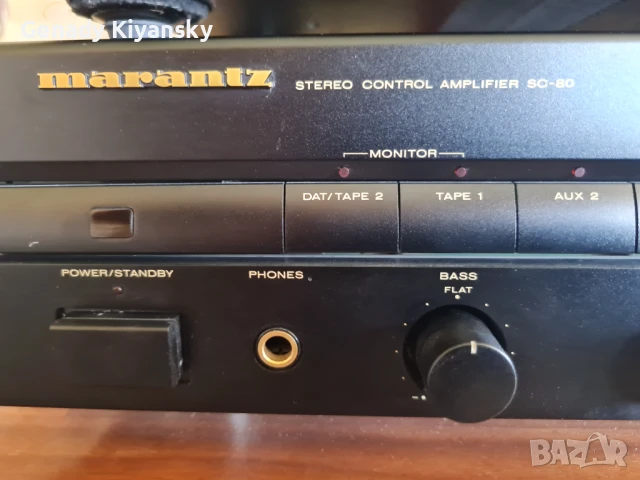 Georgy Kiyansky
marantz STEREO CONTROL AMPLIFIER SC-80
MONITOR
DAT/TAPE 2 TAPE 1 AUX 2
POWER/STANDBY PHONES BASS
FLAT
BAZAR